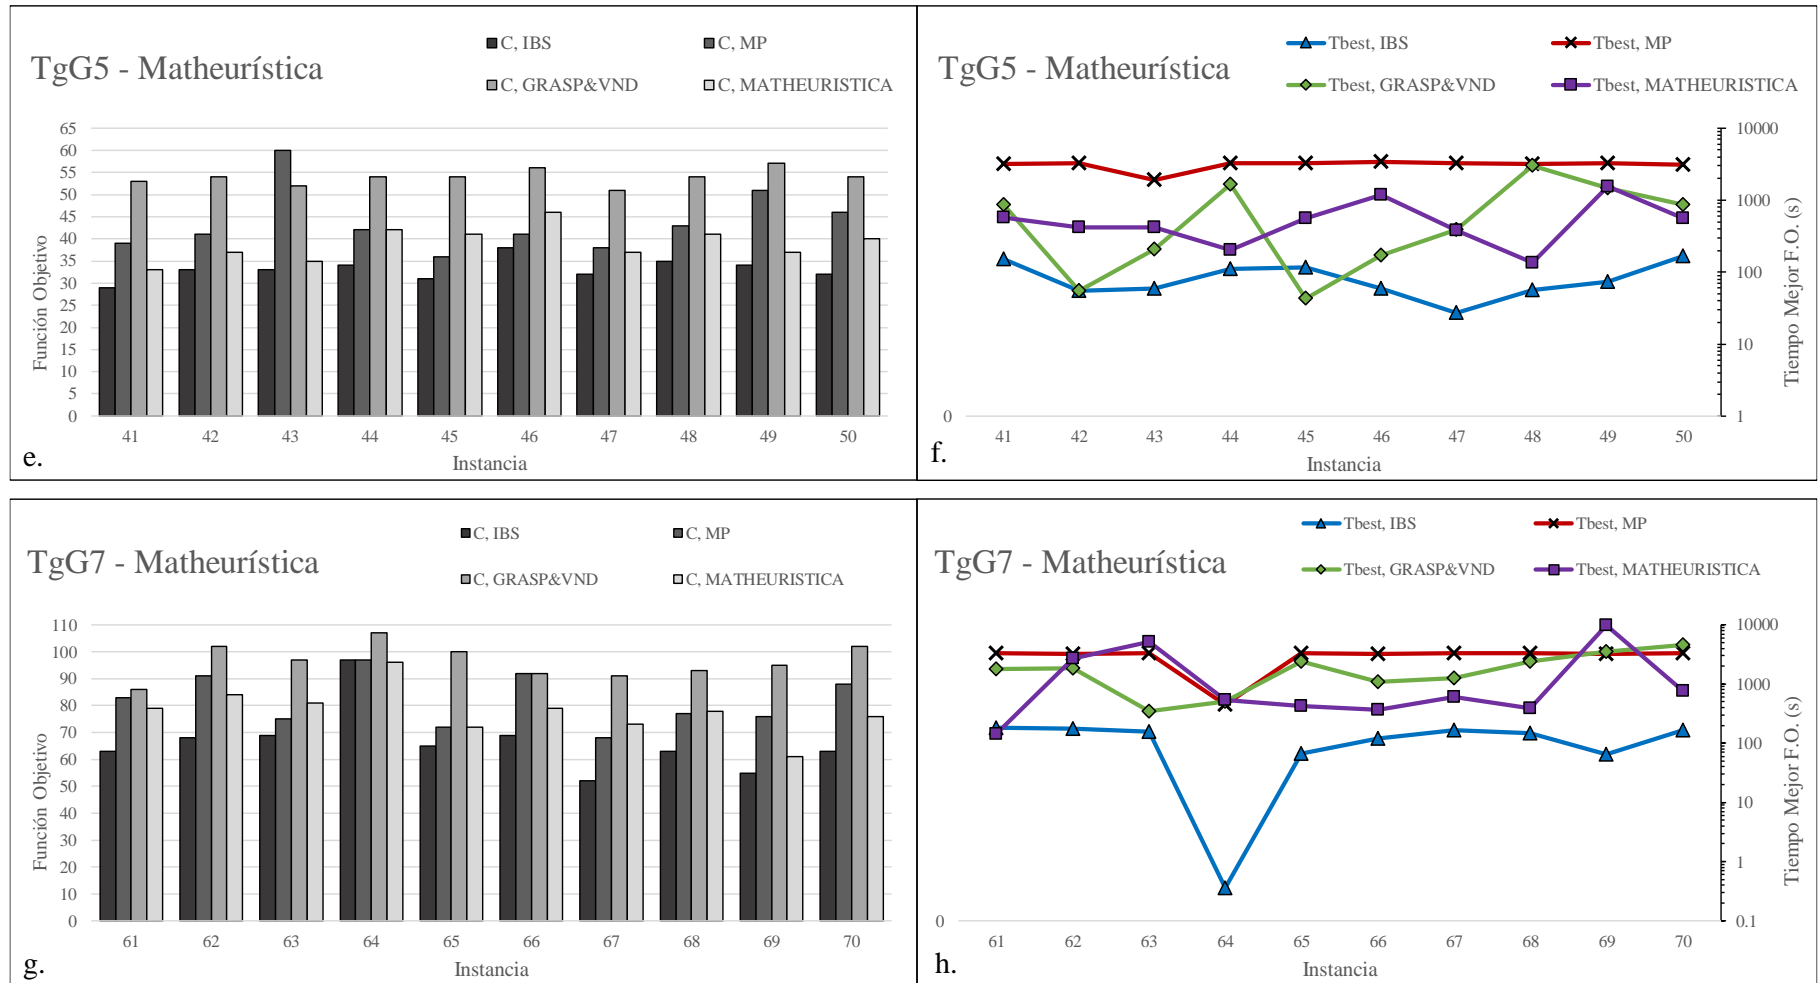 TgG5 - Matheurística
C, IBS
C, MP
C, GRASP&VND
C, MATHEURISTICA
Función Objetivo
65
60
55
50
45
40
35
30
25
20
15
10
5
0
41 42 43 44 45 46 47 48 49 50
Instancia
e.
TgG5 - Matheurística
Tbest, IBS
Tbest, MP
Tbest, GRASP&VND
Tbest, MATHEURISTICA
10000
1000
100
10
1
Tiempo Mejor F.O. (s)
0
41 42 43 44 45 46 47 48 49 50
Instancia
f.
TgG7 - Matheurística
C, IBS
C, MP
C, GRASP&VND
C, MATHEURISTICA
Función Objetivo
110
100
90
80
70
60
50
40
30
20
10
0
61 62 63 64 65 66 67 68 69 70
Instancia
g.
TgG7 - Matheurística
Tbest, IBS
Tbest, MP
Tbest, GRASP&VND
Tbest, MATHEURISTICA
10000
1000
100
10
1
0.1
Tiempo Mejor F.O. (s)
0
61 62 63 64 65 66 67 68 69 70
Instancia
h.